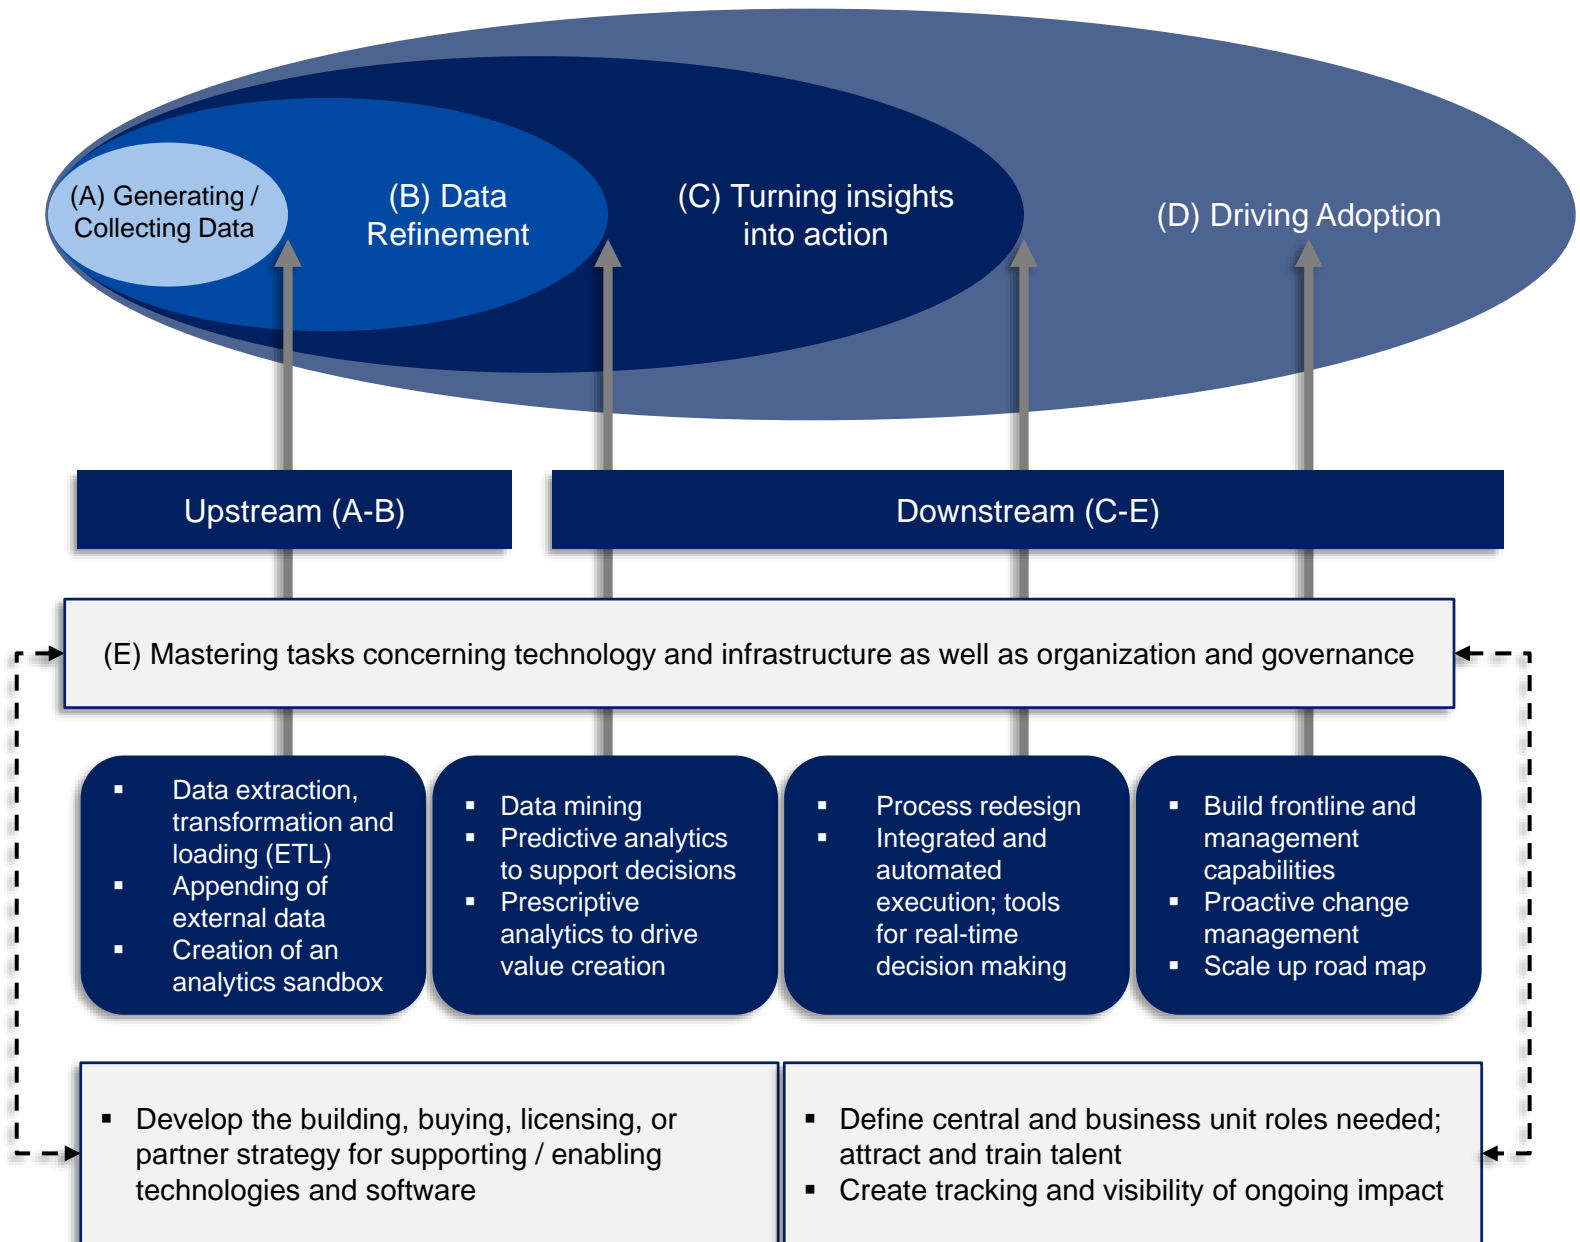 (A) Generating /
Collecting Data
(B) Data
Refinement
(C) Turning insights
into action
(D) Driving Adoption
Upstream (A-B)
Downstream (C-E)
(E) Mastering tasks concerning technology and infrastructure as well as organization and governance
▪ Data extraction,
transformation and
loading (ETL)
▪ Appending of
external data
▪ Creation of an
analytics sandbox
▪ Data mining
▪ Predictive analytics
to support decisions
▪ Prescriptive
analytics to drive
value creation
▪ Process redesign
▪ Integrated and
automated
execution; tools
for real-time
decision making
▪ Build frontline and
management
capabilities
▪ Proactive change
management
▪ Scale up road map
▪ Develop the building, buying, licensing, or
partner strategy for supporting / enabling
technologies and software
▪ Define central and business unit roles needed;
attract and train talent
▪ Create tracking and visibility of ongoing impact